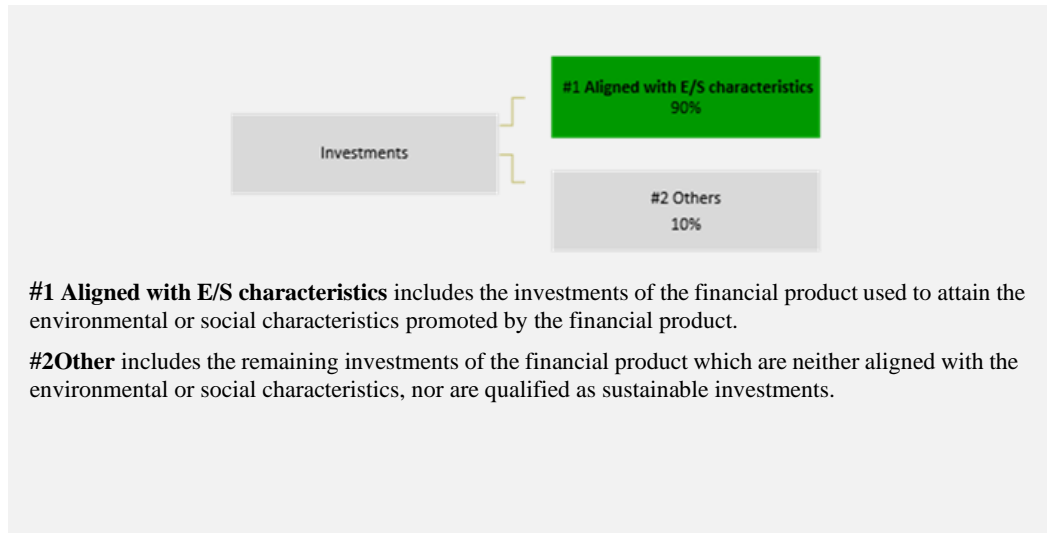 #1 Aligned with E/S characteristics
90%
Investments
#2 Others
10%
#1 Aligned with E/S characteristics includes the investments of the financial product used to attain the
environmental or social characteristics promoted by the financial product.
#2Other includes the remaining investments of the financial product which are neither aligned with the
environmental or social characteristics, nor are qualified as sustainable investments.